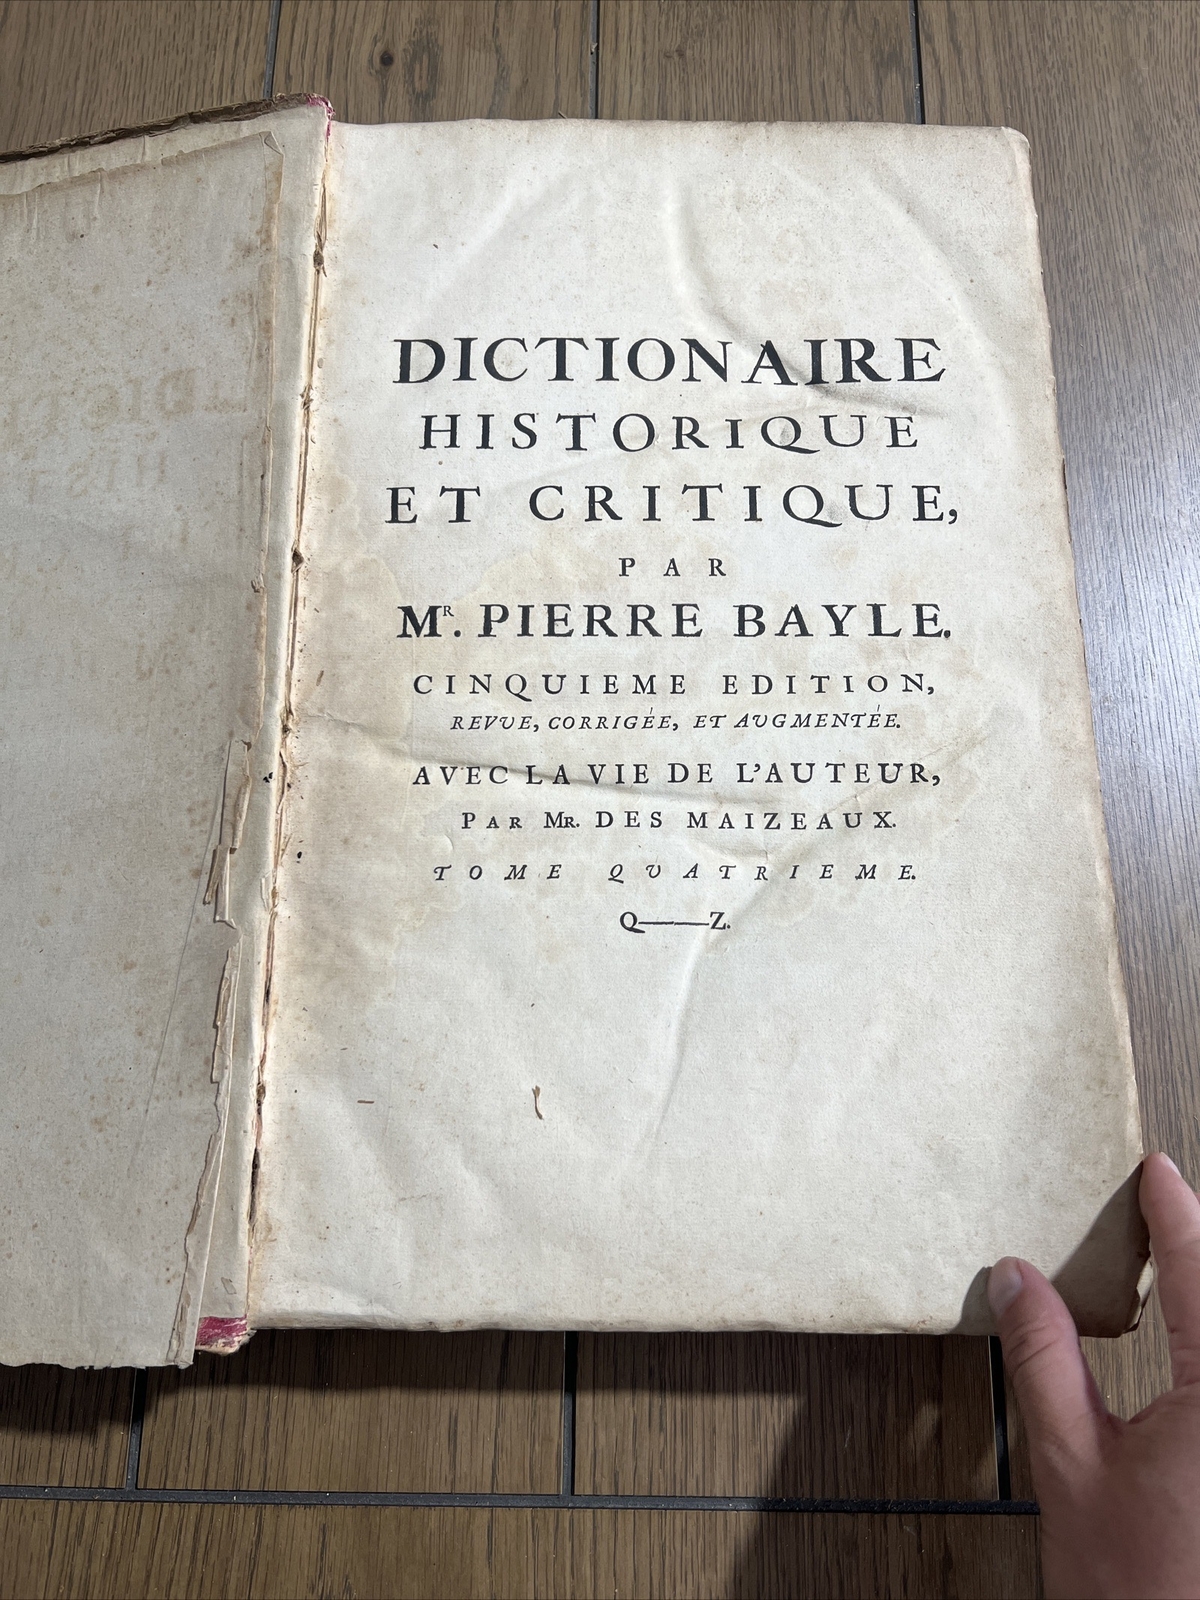 DICTIONAIRE
HISTORIQUE
ET CRITIQUE,
PAR
MR. PIERRE BAYLE.
CINQUIEME EDITION,
REVUE, CORRIGÉE, ET AUGMENTÉE.
AVEC LA VIE DE L'AUTEUR,
PAR MR. DES MAIZEAUX.
TOME QUATRIEME.
Q——Z.